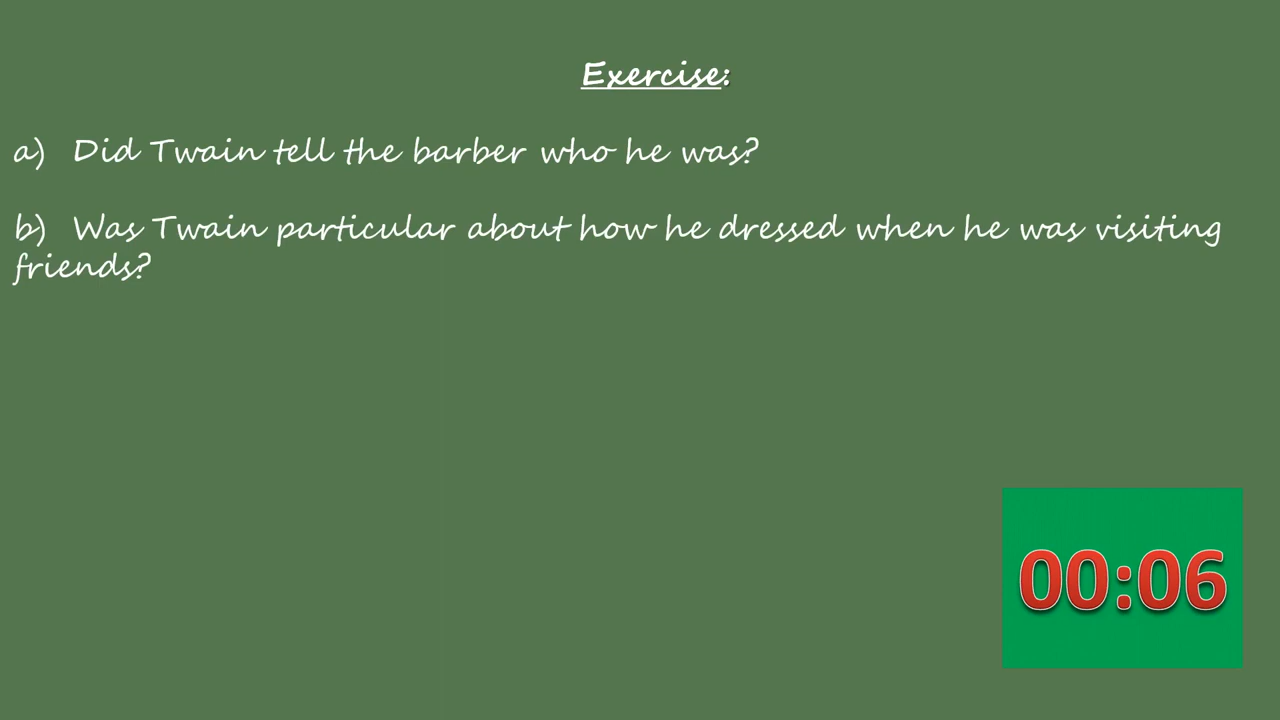 Exercise:
a) Did Twain tell the barber who he was?
b) Was Twain particular about how he dressed when he was visiting
friends?
00:06